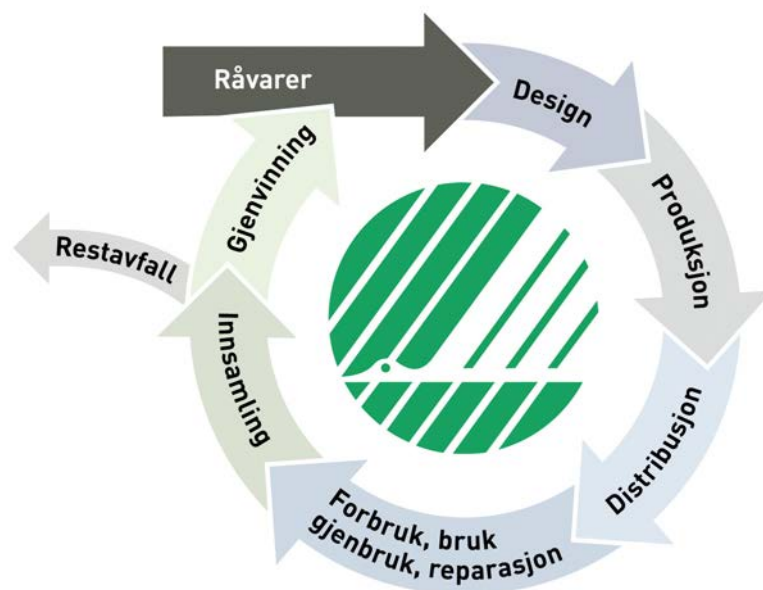 Råvarer
Design
Produksjon
Distribusjon
Forbruk, bruk
gjenbruk, reparasjon
Innsamling
Restavfall
Gjenvinning